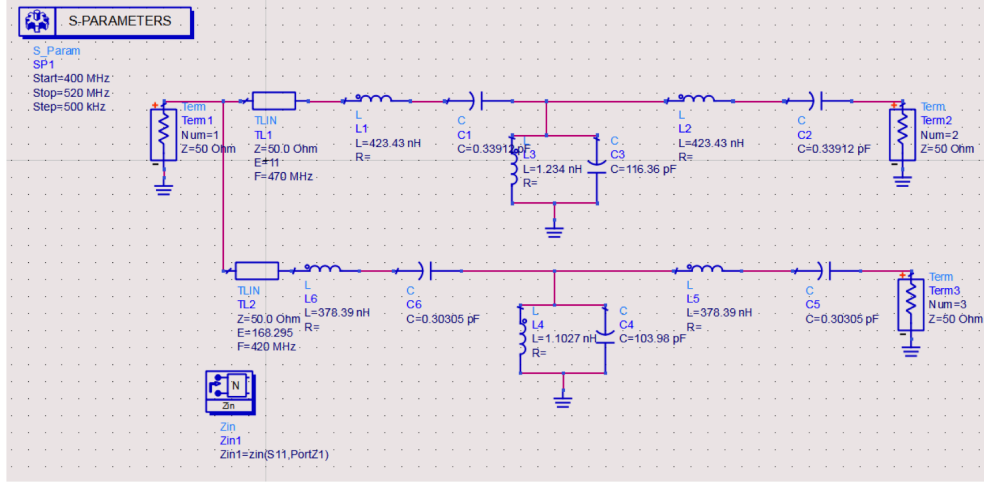 S-PARAMETERS
S_Param
SP1
Start=400 MHz
Stop=520 MHz
Step=500 kHz
+
Term
Term1
Num=1
Z=50 Ohm
-
TLIN
TL1
Z=50.0 Ohm
E=11
F=470 MHz
L
L1
L=423.43 nH
R=
C
C1
C=0.33912 pF
L
L3
L=1.234 nH
R=
C
C3
C=116.36 pF
L
L2
L=423.43 nH
R=
C
C2
C=0.33912 pF
+
Term
Term2
Num=2
Z=50 Ohm
-
TLIN
TL2
Z=50.0 Ohm
E=168.295
F=420 MHz
L
L6
L=378.39 nH
R=
C
C6
C=0.30305 pF
L
L4
L=1.1027 nH
R=
C
C4
C=103.98 pF
L
L5
L=378.39 nH
R=
C
C5
C=0.30305 pF
+
Term
Term3
Num=3
Z=50 Ohm
-
N
Zin
Zin
Zin1
Zin1=zin(S11,PortZ1)